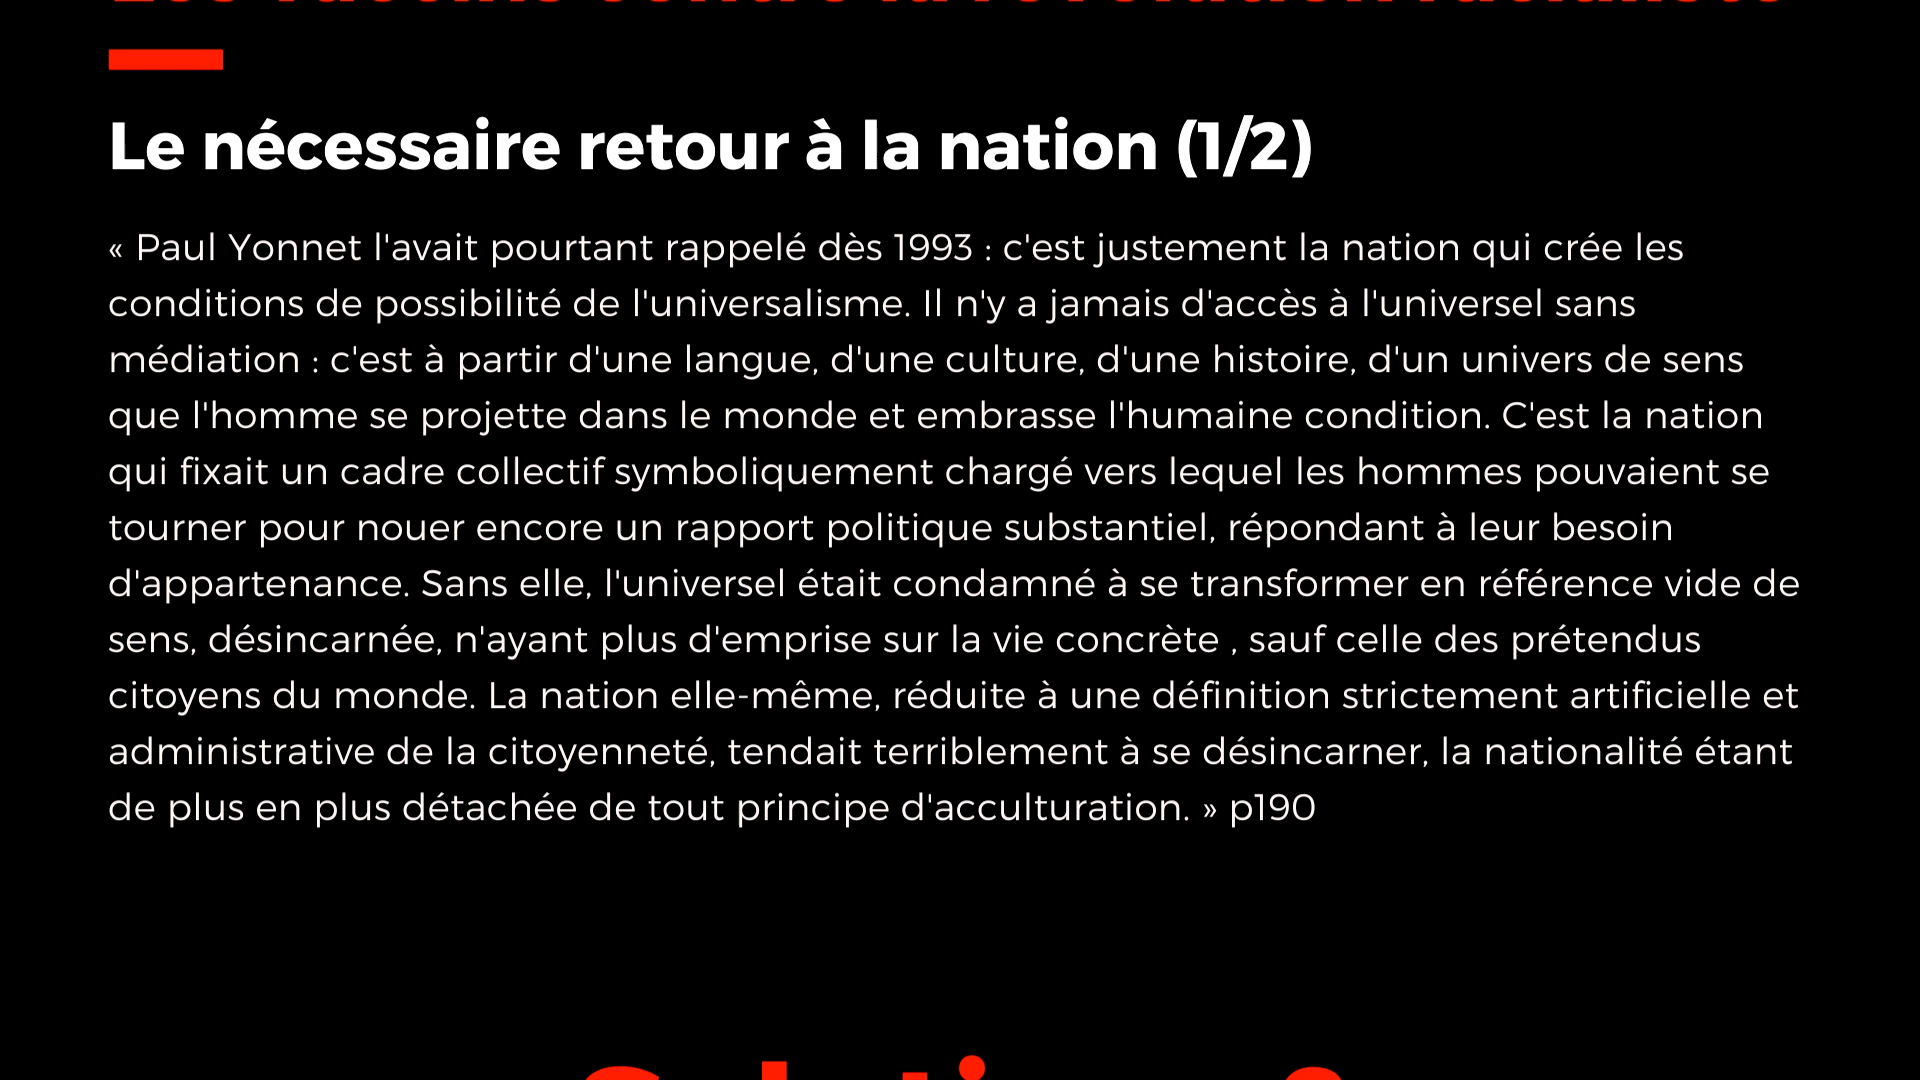 Le nécessaire retour à la nation (1/2)
« Paul Yonnet l'avait pourtant rappelé dès 1993 : c'est justement la nation qui crée les
conditions de possibilité de l'universalisme. Il n'y a jamais d'accès à l'universel sans
médiation : c'est à partir d'une langue, d'une culture, d'une histoire, d'un univers de sens
que l'homme se projette dans le monde et embrasse l'humaine condition. C'est la nation
qui fixait un cadre collectif symboliquement chargé vers lequel les hommes pouvaient se
tourner pour nouer encore un rapport politique substantiel, répondant à leur besoin
d'appartenance. Sans elle, l'universel était condamné à se transformer en référence vide de
sens, désincarnée, n'ayant plus d'emprise sur la vie concrète , sauf celle des prétendus
citoyens du monde. La nation elle-même, réduite à une définition strictement artificielle et
administrative de la citoyenneté, tendait terriblement à se désincarner, la nationalité étant
de plus en plus détachée de tout principe d'acculturation. » p190